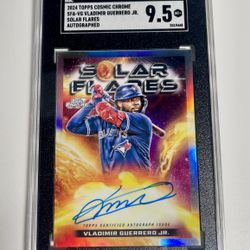 2024 TOPPS COSMIC CHROME
SFA-VG VLADIMIR GUERRERO JR.
SOLAR FLARES
AUTOGRAPHED
9.5
SOLAR
FLARES
TOPPS CERTIFIED AUTOGRAPH ISSUE
VLADIMIR GUERRERO JR.